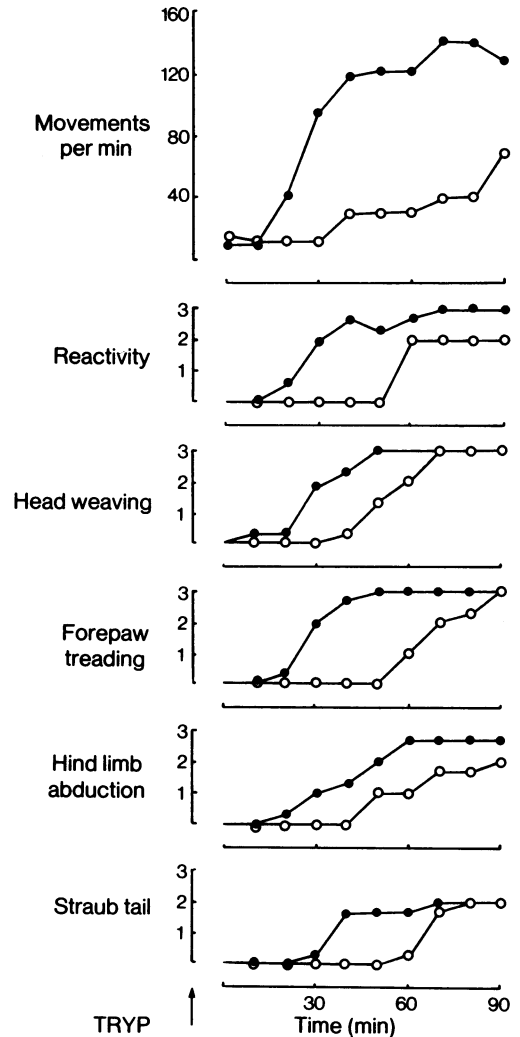 160
120
Movements
per min
80
40
3
Reactivity
2
1
3
Head weaving
2
1
3
Forepaw
treading
2
1
3
Hind limb
abduction
2
1
3
Straub tail
2
1
30 60 90
TRYP Time (min)